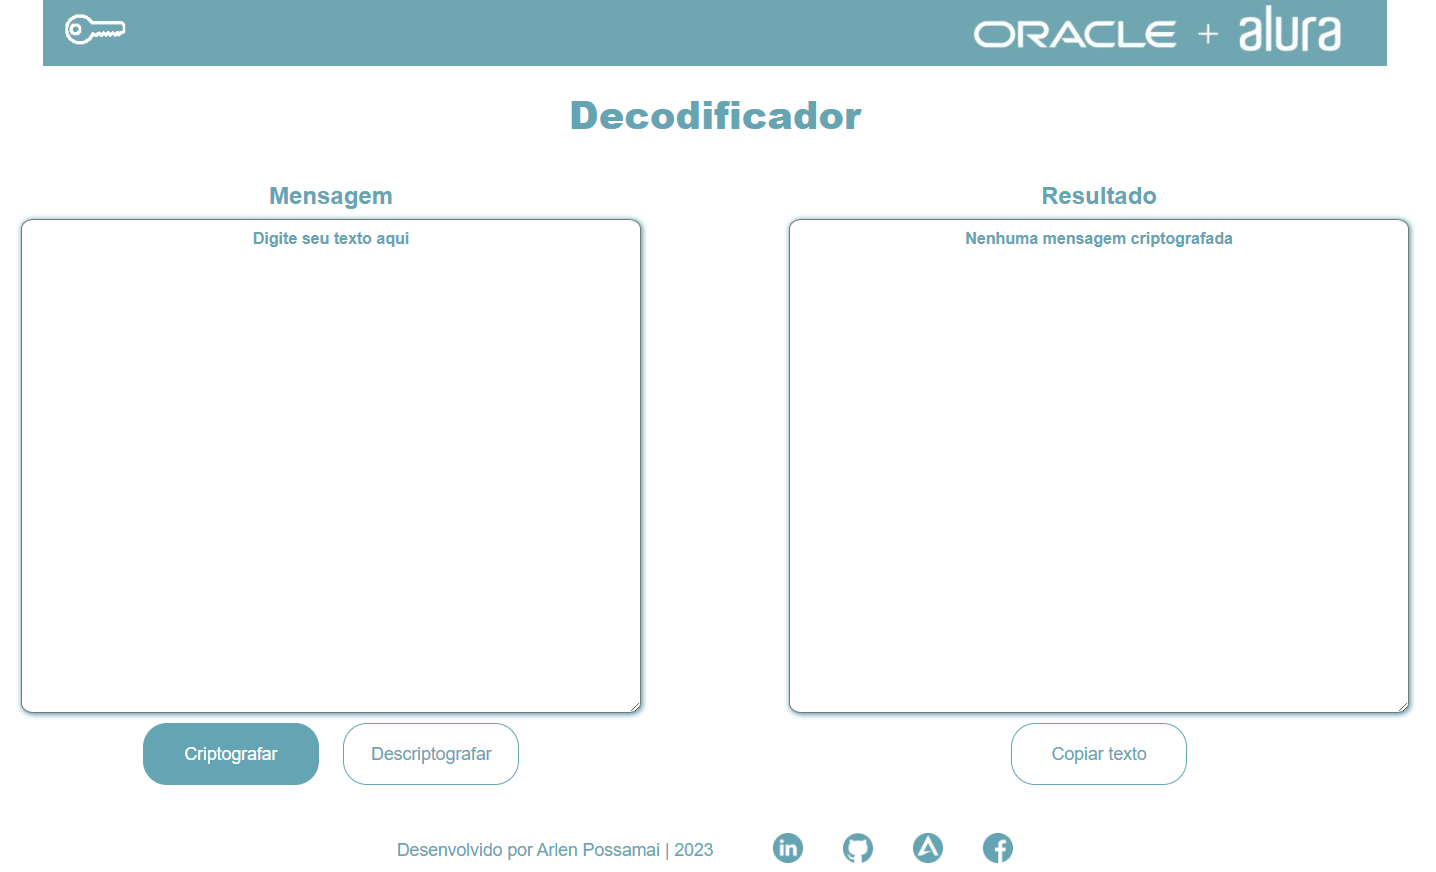 ORACLE + alura
Decodificador
Mensagem
Digite seu texto aqui
Criptografar
Descriptografar
Resultado
Nenhuma mensagem criptografada
Copiar texto
Desenvolvido por Arlen Possamai | 2023